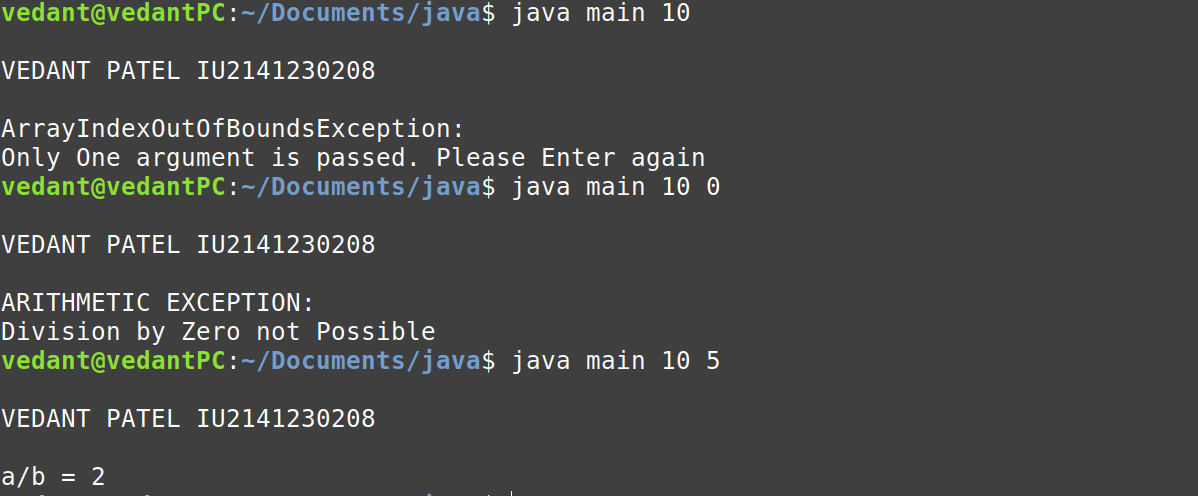 vedant@vedantPC:~/Documents/java$ java main 10
VEDANT PATEL IU2141230208
ArrayIndexOutOfBoundsException:
Only One argument is passed. Please Enter again
vedant@vedantPC:~/Documents/java$ java main 10 0
VEDANT PATEL IU2141230208
ARITHMETIC EXCEPTION:
Division by Zero not Possible
vedant@vedantPC:~/Documents/java$ java main 10 5
VEDANT PATEL IU2141230208
a/b = 2